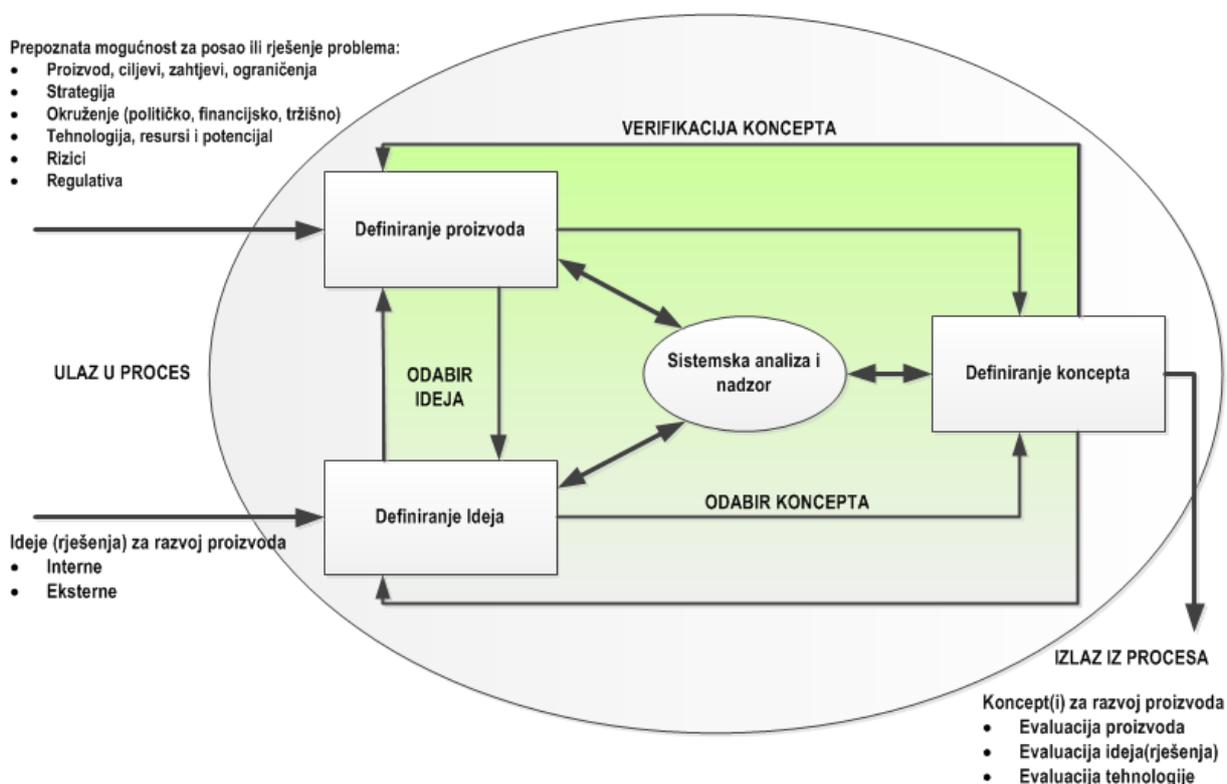 Prepoznata mogućnost za posao ili rješenje problema:
• Proizvod, ciljevi, zahtjevi, ograničenja
• Strategija
• Okruženje (političko, financijsko, tržišno)
• Tehnologija, resursi i potencijal
• Rizici
• Regulativa
VERIFIKACIJA KONCEPTA
Definiranje proizvoda
ULAZ U PROCES
ODABIR
IDEJA
Sistemska analiza i
nadzor
Definiranje koncepta
Definiranje Ideja
ODABIR KONCEPTA
Ideje (rješenja) za razvoj proizvoda
• Interne
• Eksterne
IZLAZ IZ PROCESA
Koncept(i) za razvoj proizvoda
• Evaluacija proizvoda
• Evaluacija ideja(rješenja)
• Evaluacija tehnologije